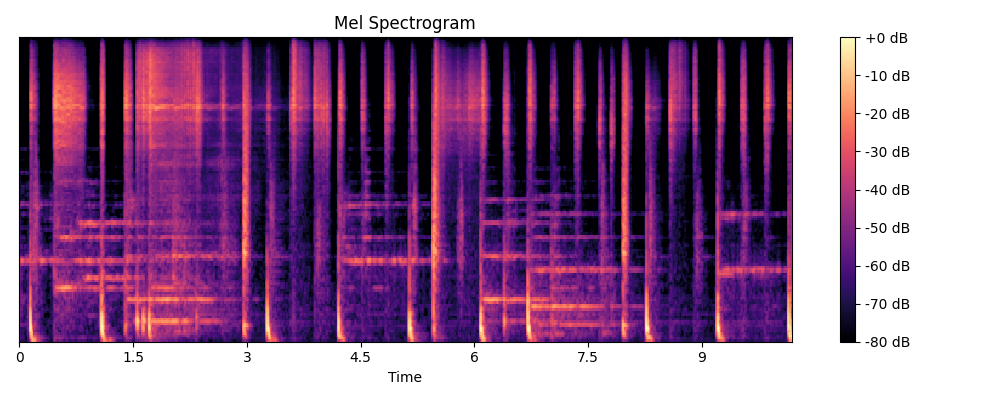 Mel Spectrogram
+0 dB
-10 dB
-20 dB
-30 dB
-40 dB
-50 dB
-60 dB
-70 dB
-80 dB
0 1.5 3 4.5 6 7.5 9
Time